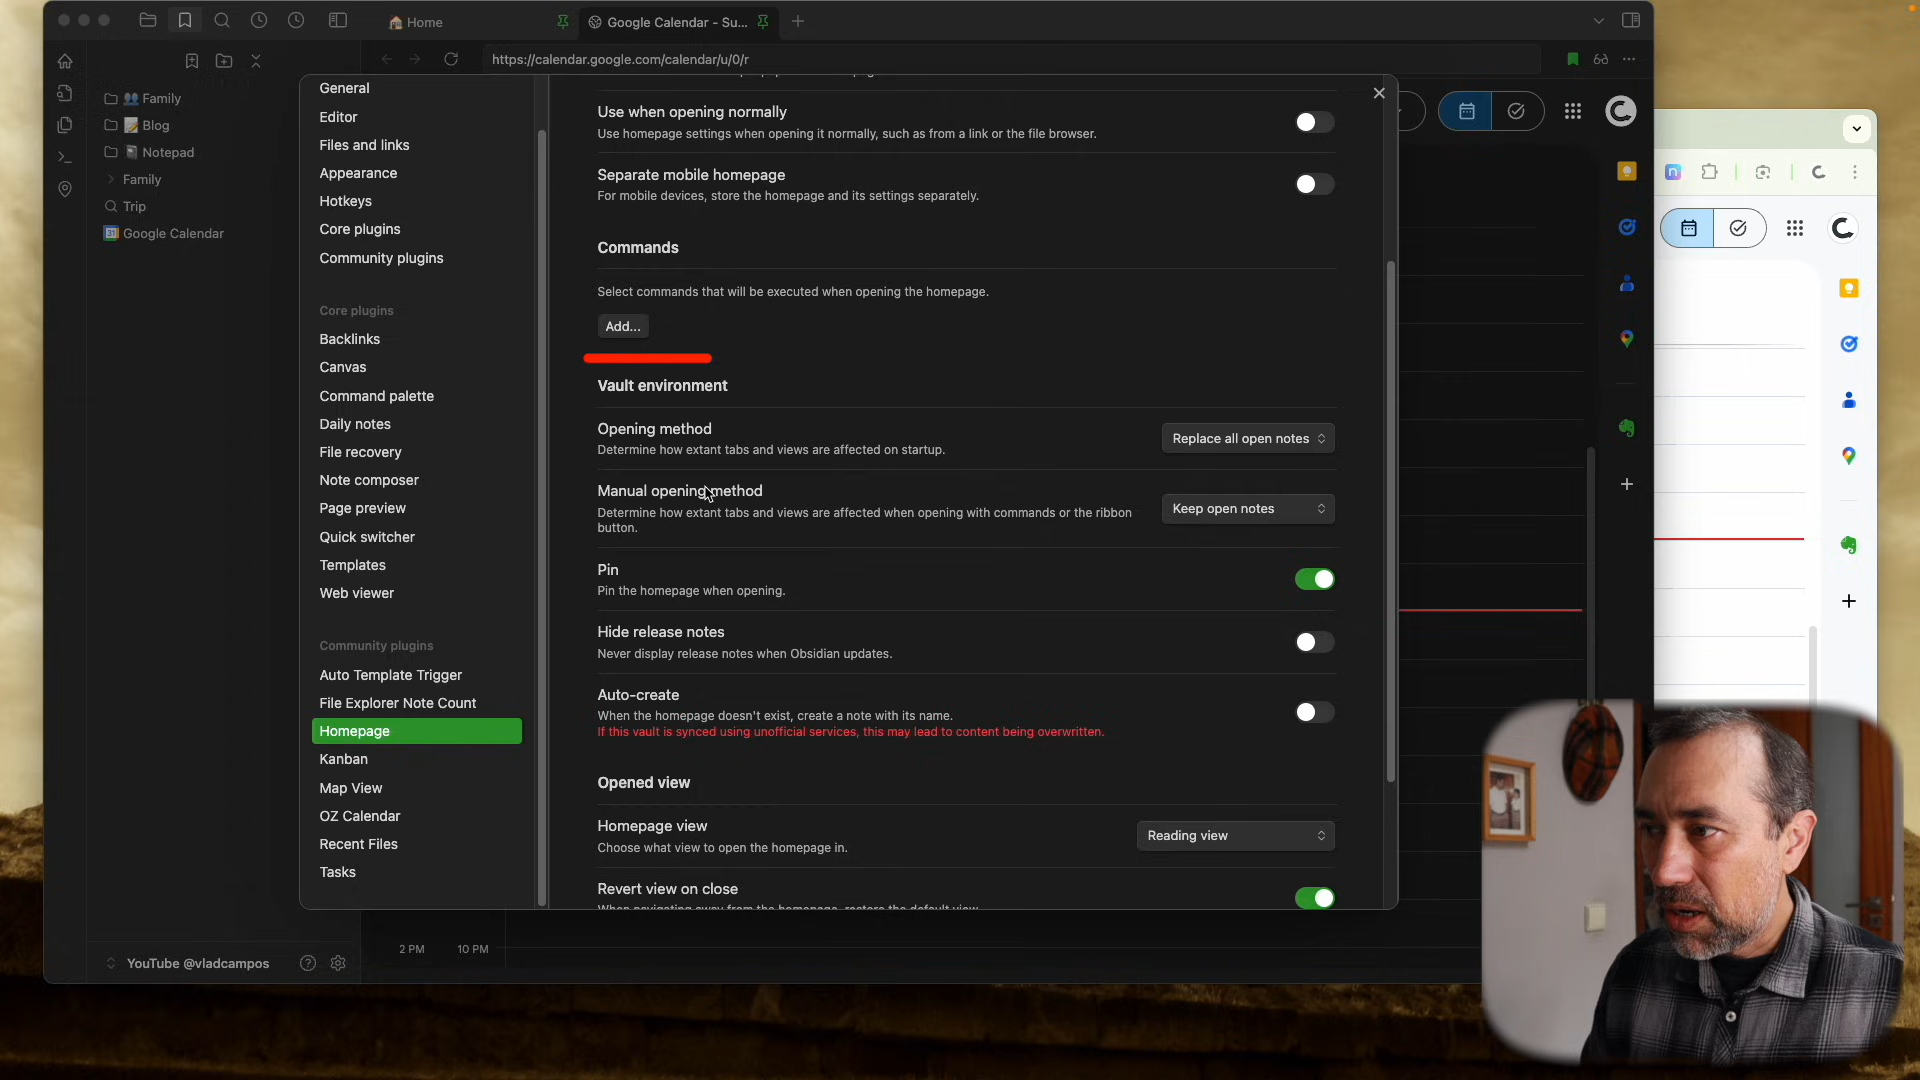 Home
Google Calendar - Su...
https://calendar.google.com/calendar/u/0/r
Family
Blog
Notepad
Family
Trip
31
Google Calendar
General
Editor
Files and links
Appearance
Hotkeys
Core plugins
Community plugins
Core plugins
Backlinks
Canvas
Command palette
Daily notes
File recovery
Note composer
Page preview
Quick switcher
Templates
Web viewer
Community plugins
Auto Template Trigger
File Explorer Note Count
Homepage
Kanban
Map View
OZ Calendar
Recent Files
Tasks
Use when opening normally
Use homepage settings when opening it normally, such as from a link or the file browser.
Separate mobile homepage
For mobile devices, store the homepage and its settings separately.
Commands
Select commands that will be executed when opening the homepage.
Add...
Vault environment
Opening method
Determine how extant tabs and views are affected on startup.
Replace all open notes
Manual opening method
Determine how extant tabs and views are affected when opening with commands or the ribbon
button.
Keep open notes
Pin
Pin the homepage when opening.
Hide release notes
Never display release notes when Obsidian updates.
Auto-create
When the homepage doesn't exist, create a note with its name.
If this vault is synced using unofficial services, this may lead to content being overwritten.
Opened view
Homepage view
Choose what view to open the homepage in.
Reading view
Revert view on close
When navigating away from the homepage, restore the default view.
2 PM
10 PM
YouTube @vladcampos